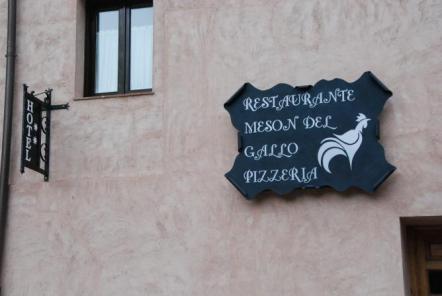 HOTEL
RESTAURANTE
MESON DEL
GALLO
PIZZERIA